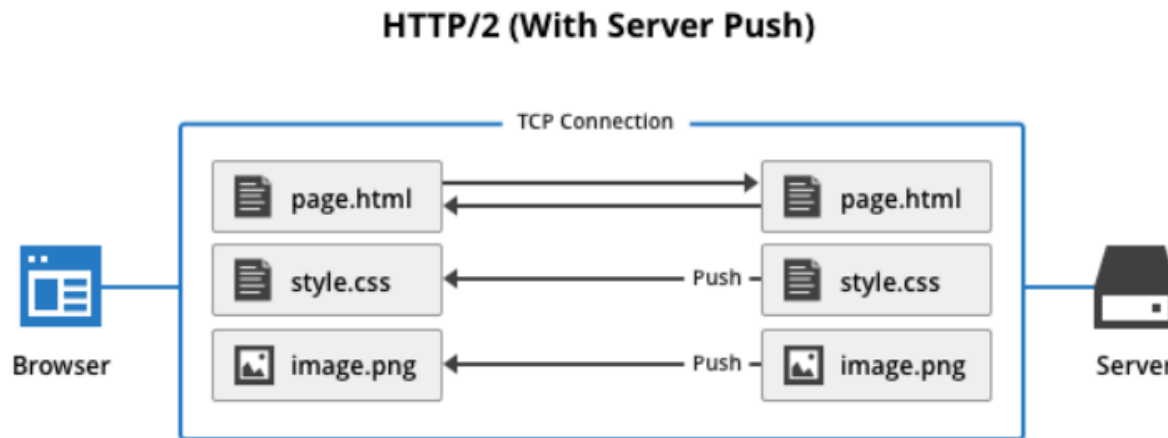 HTTP/2 (With Server Push)
TCP Connection
page.html
page.html
style.css
Push
style.css
image.png
Push
image.png
Browser
Server